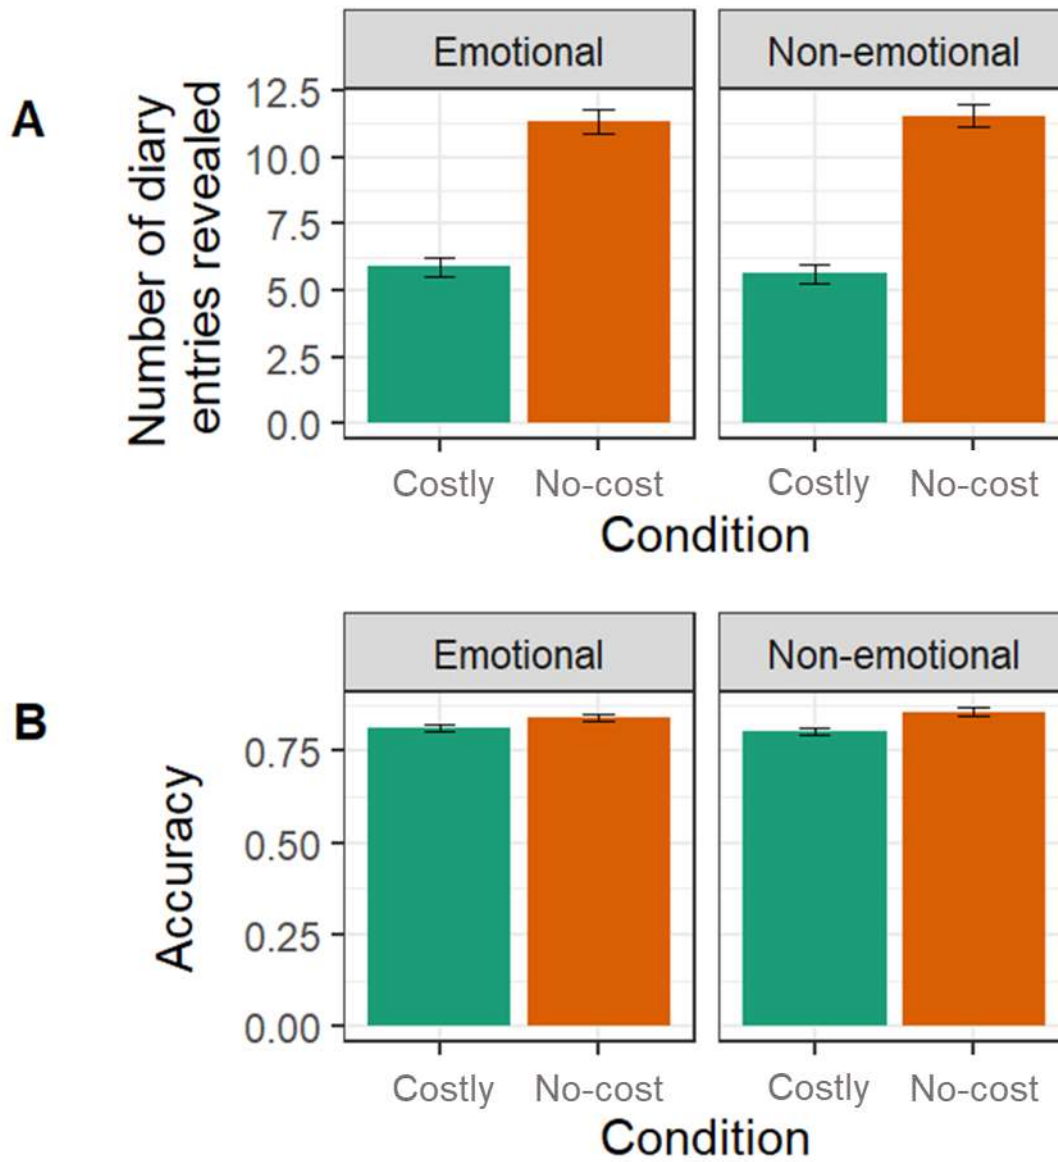 A
Emotional
Non-emotional
Number of diary
entries revealed
12.5
10.0
7.5
5.0
2.5
0.0
Costly
No-cost
Costly
No-cost
Condition
B
Emotional
Non-emotional
Accuracy
0.75
0.50
0.25
0.00
Costly
No-cost
Costly
No-cost
Condition